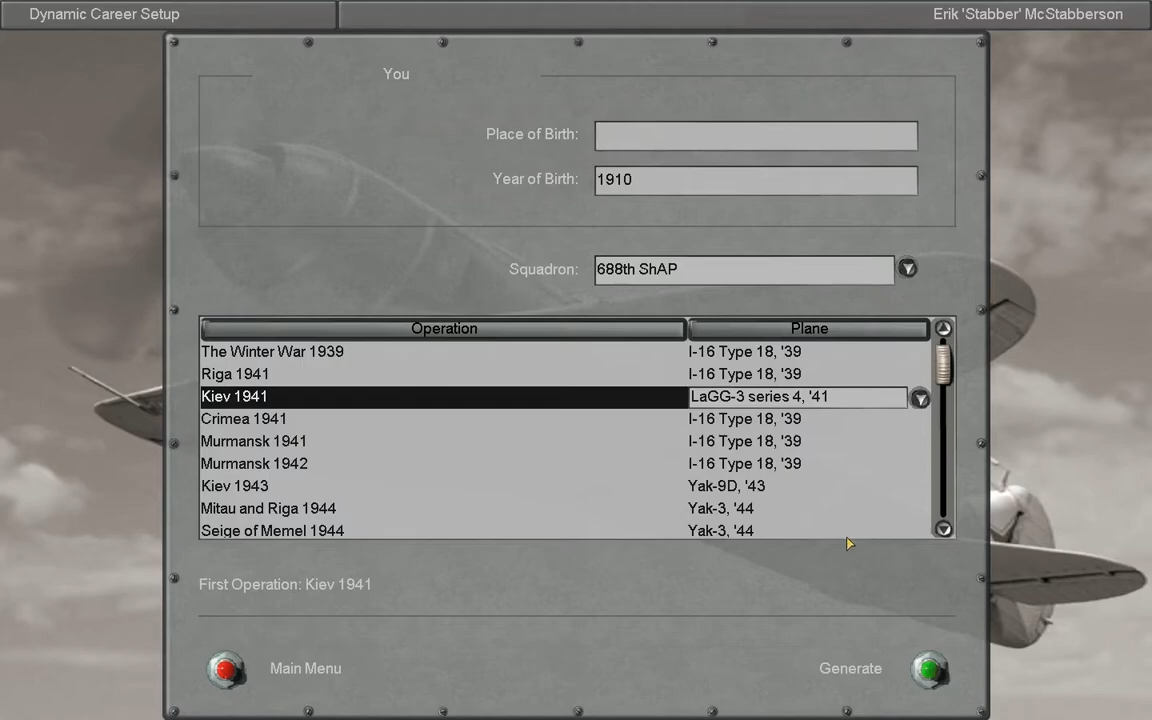 Dynamic Career Setup
Erik 'Stabber' McStabberson
You
Place of Birth:
Year of Birth: 1910
Squadron: 688th ShAP
Operation Plane
The Winter War 1939 I-16 Type 18, '39
Riga 1941 I-16 Type 18, '39
Kiev 1941 LaGG-3 series 4, '41
Crimea 1941 I-16 Type 18, '39
Murmansk 1941 I-16 Type 18, '39
Murmansk 1942 I-16 Type 18, '39
Kiev 1943 Yak-9D, '43
Mitau and Riga 1944 Yak-3, '44
Seige of Memel 1944 Yak-3, '44
First Operation: Kiev 1941
Main Menu
Generate